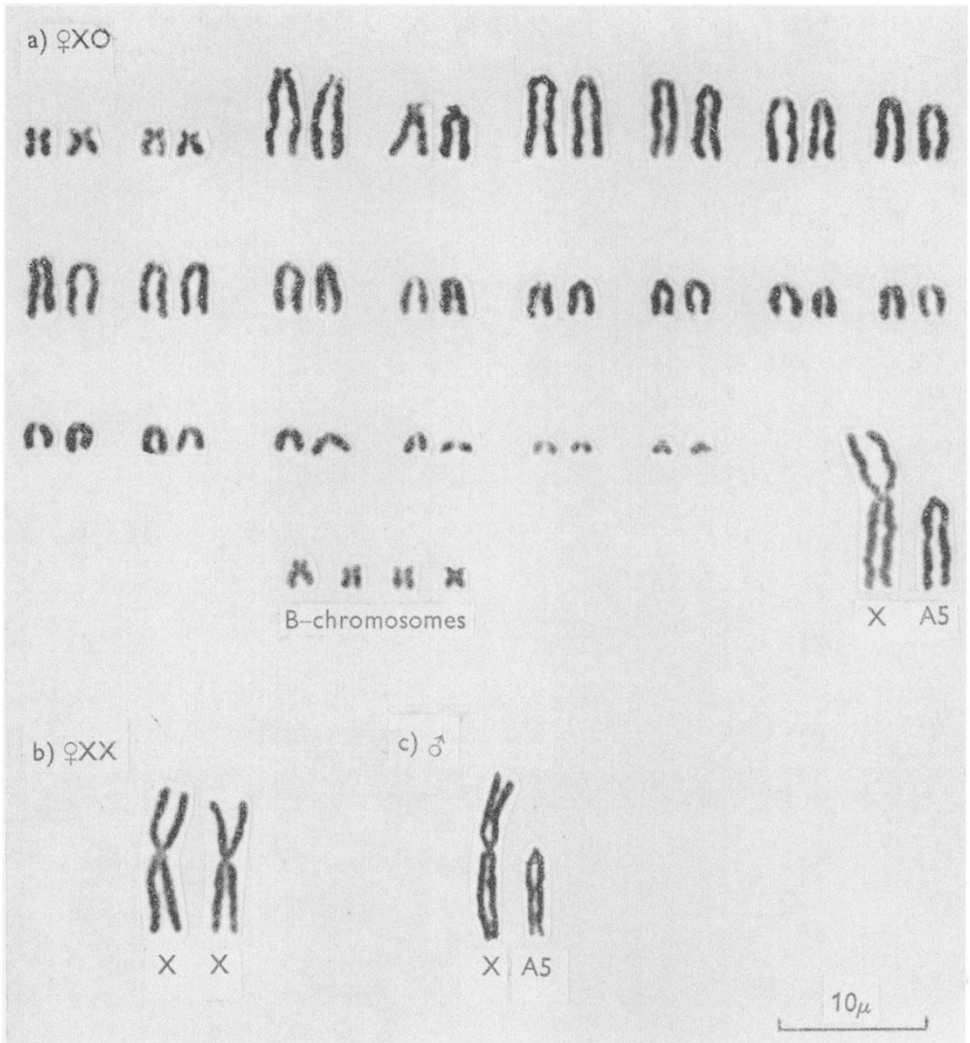 a) ♀XO
B–chromosomes
X A5
b) ♀XX
c) ♂
X X
X A5
10μ